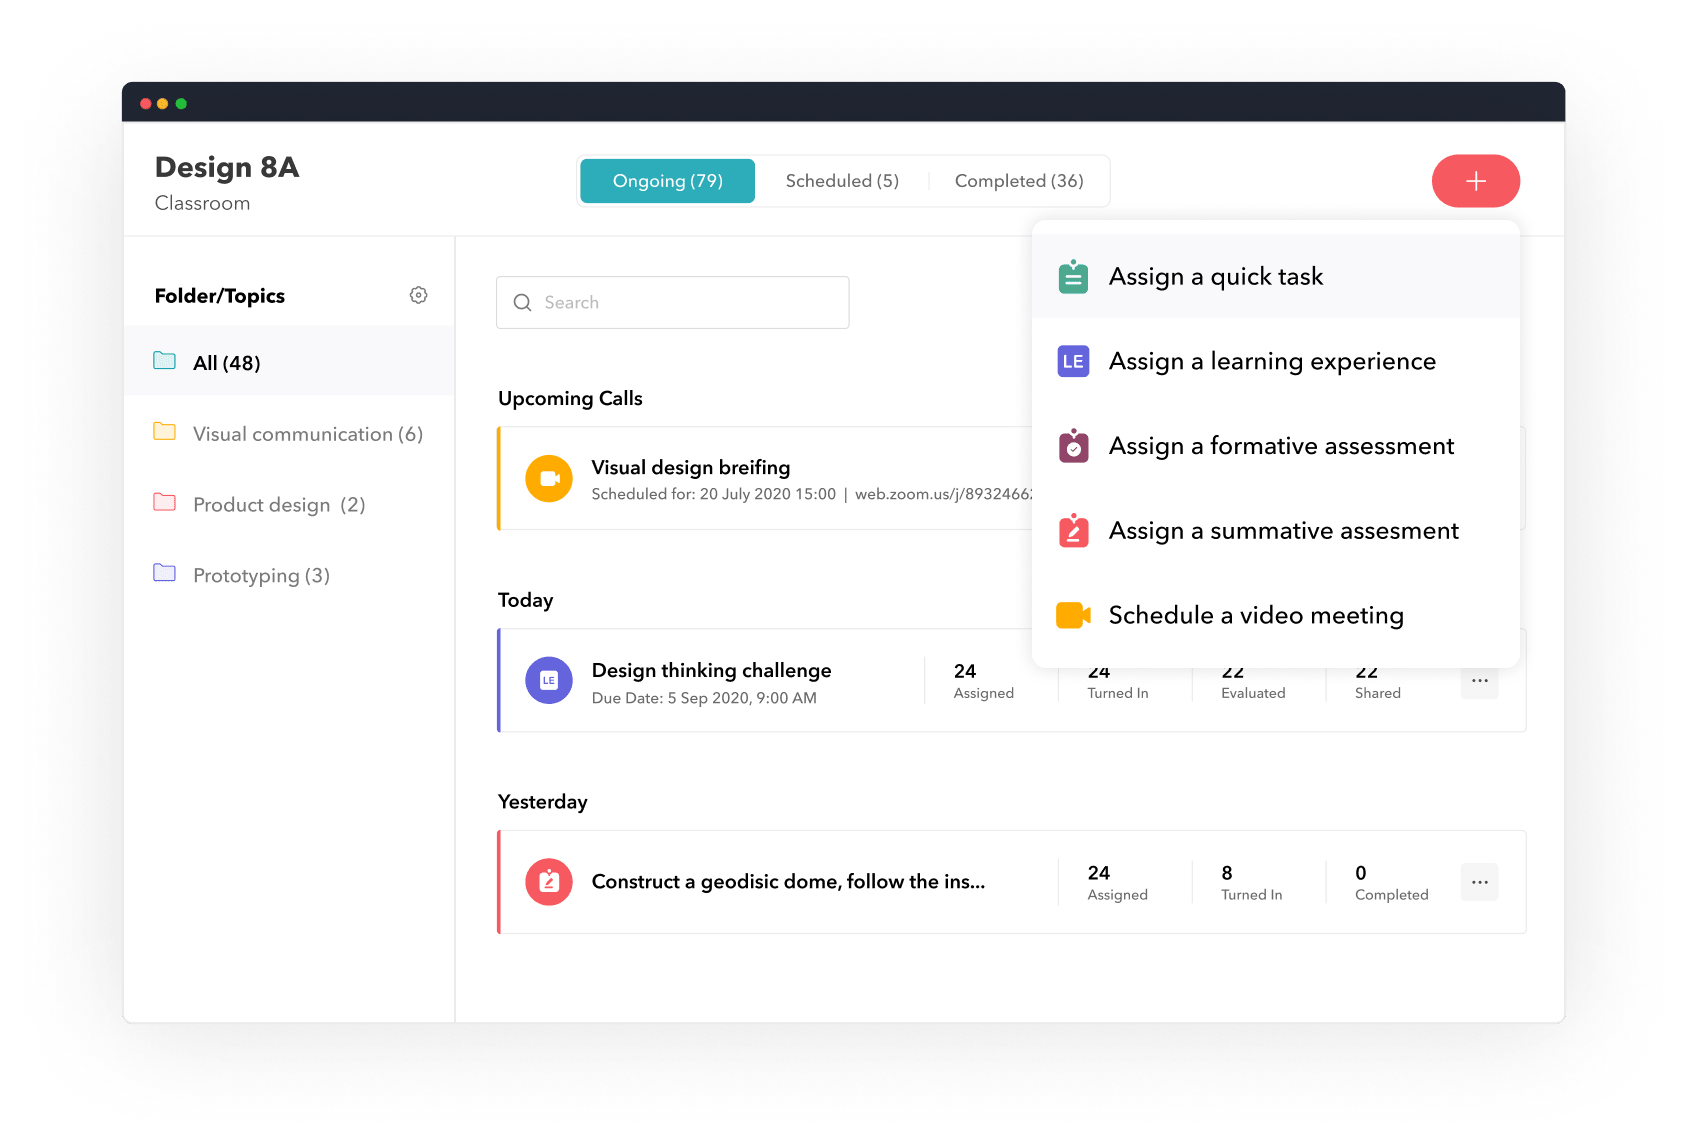 Design 8A
Classroom
Ongoing (79)
Scheduled (5)
Completed (36)
Folder/Topics
All (48)
Visual communication (6)
Product design (2)
Prototyping (3)
Search
Assign a quick task
LE
Assign a learning experience
Assign a formative assessment
Assign a summative assesment
Schedule a video meeting
Upcoming Calls
Visual design breifing
Scheduled for: 20 July 2020 15:00 | web.zoom.us/j/8932466
Today
LE
Design thinking challenge
Due Date: 5 Sep 2020, 9:00 AM
24
Assigned
24
Turned In
22
Evaluated
22
Shared
...
Yesterday
Construct a geodisic dome, follow the ins...
24
Assigned
8
Turned In
0
Completed
...